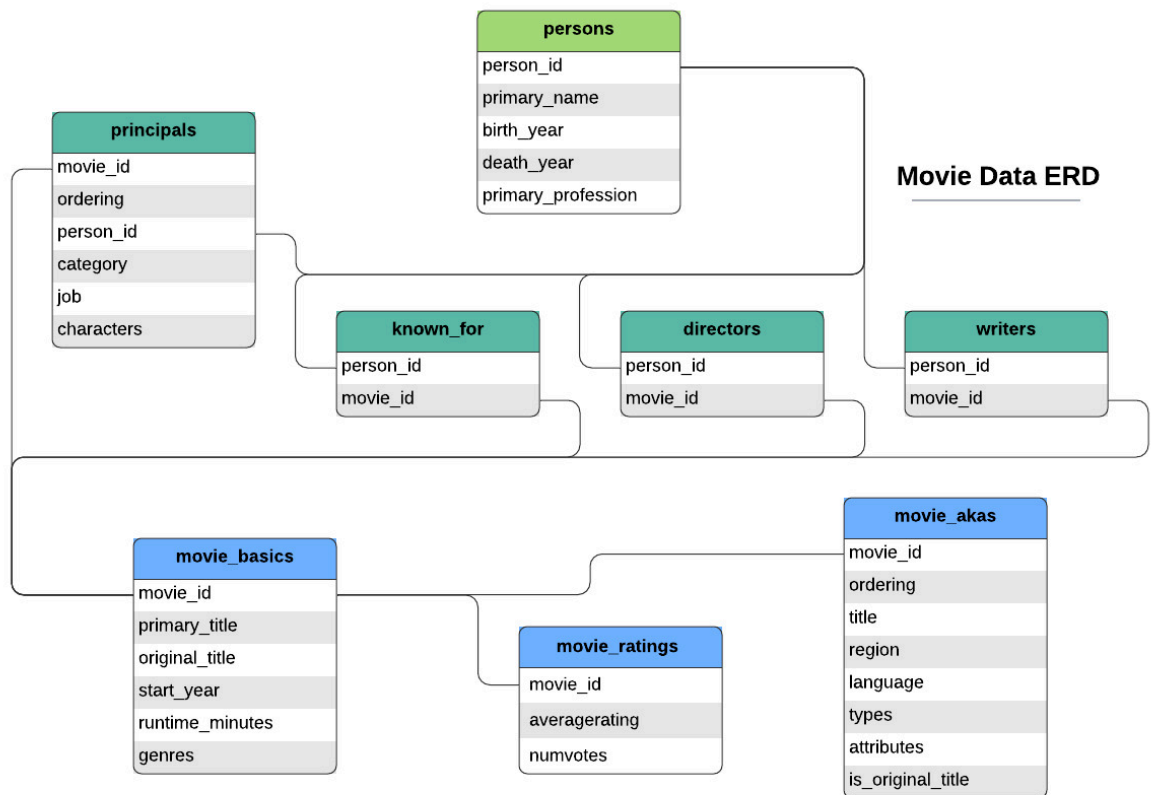 persons
person_id
primary_name
birth_year
death_year
primary_profession
principals
movie_id
ordering
person_id
category
job
characters
Movie Data ERD
known_for
person_id
movie_id
directors
person_id
movie_id
writers
person_id
movie_id
movie_basics
movie_id
primary_title
original_title
start_year
runtime_minutes
genres
movie_ratings
movie_id
averagerating
numvotes
movie_akas
movie_id
ordering
title
region
language
types
attributes
is_original_title